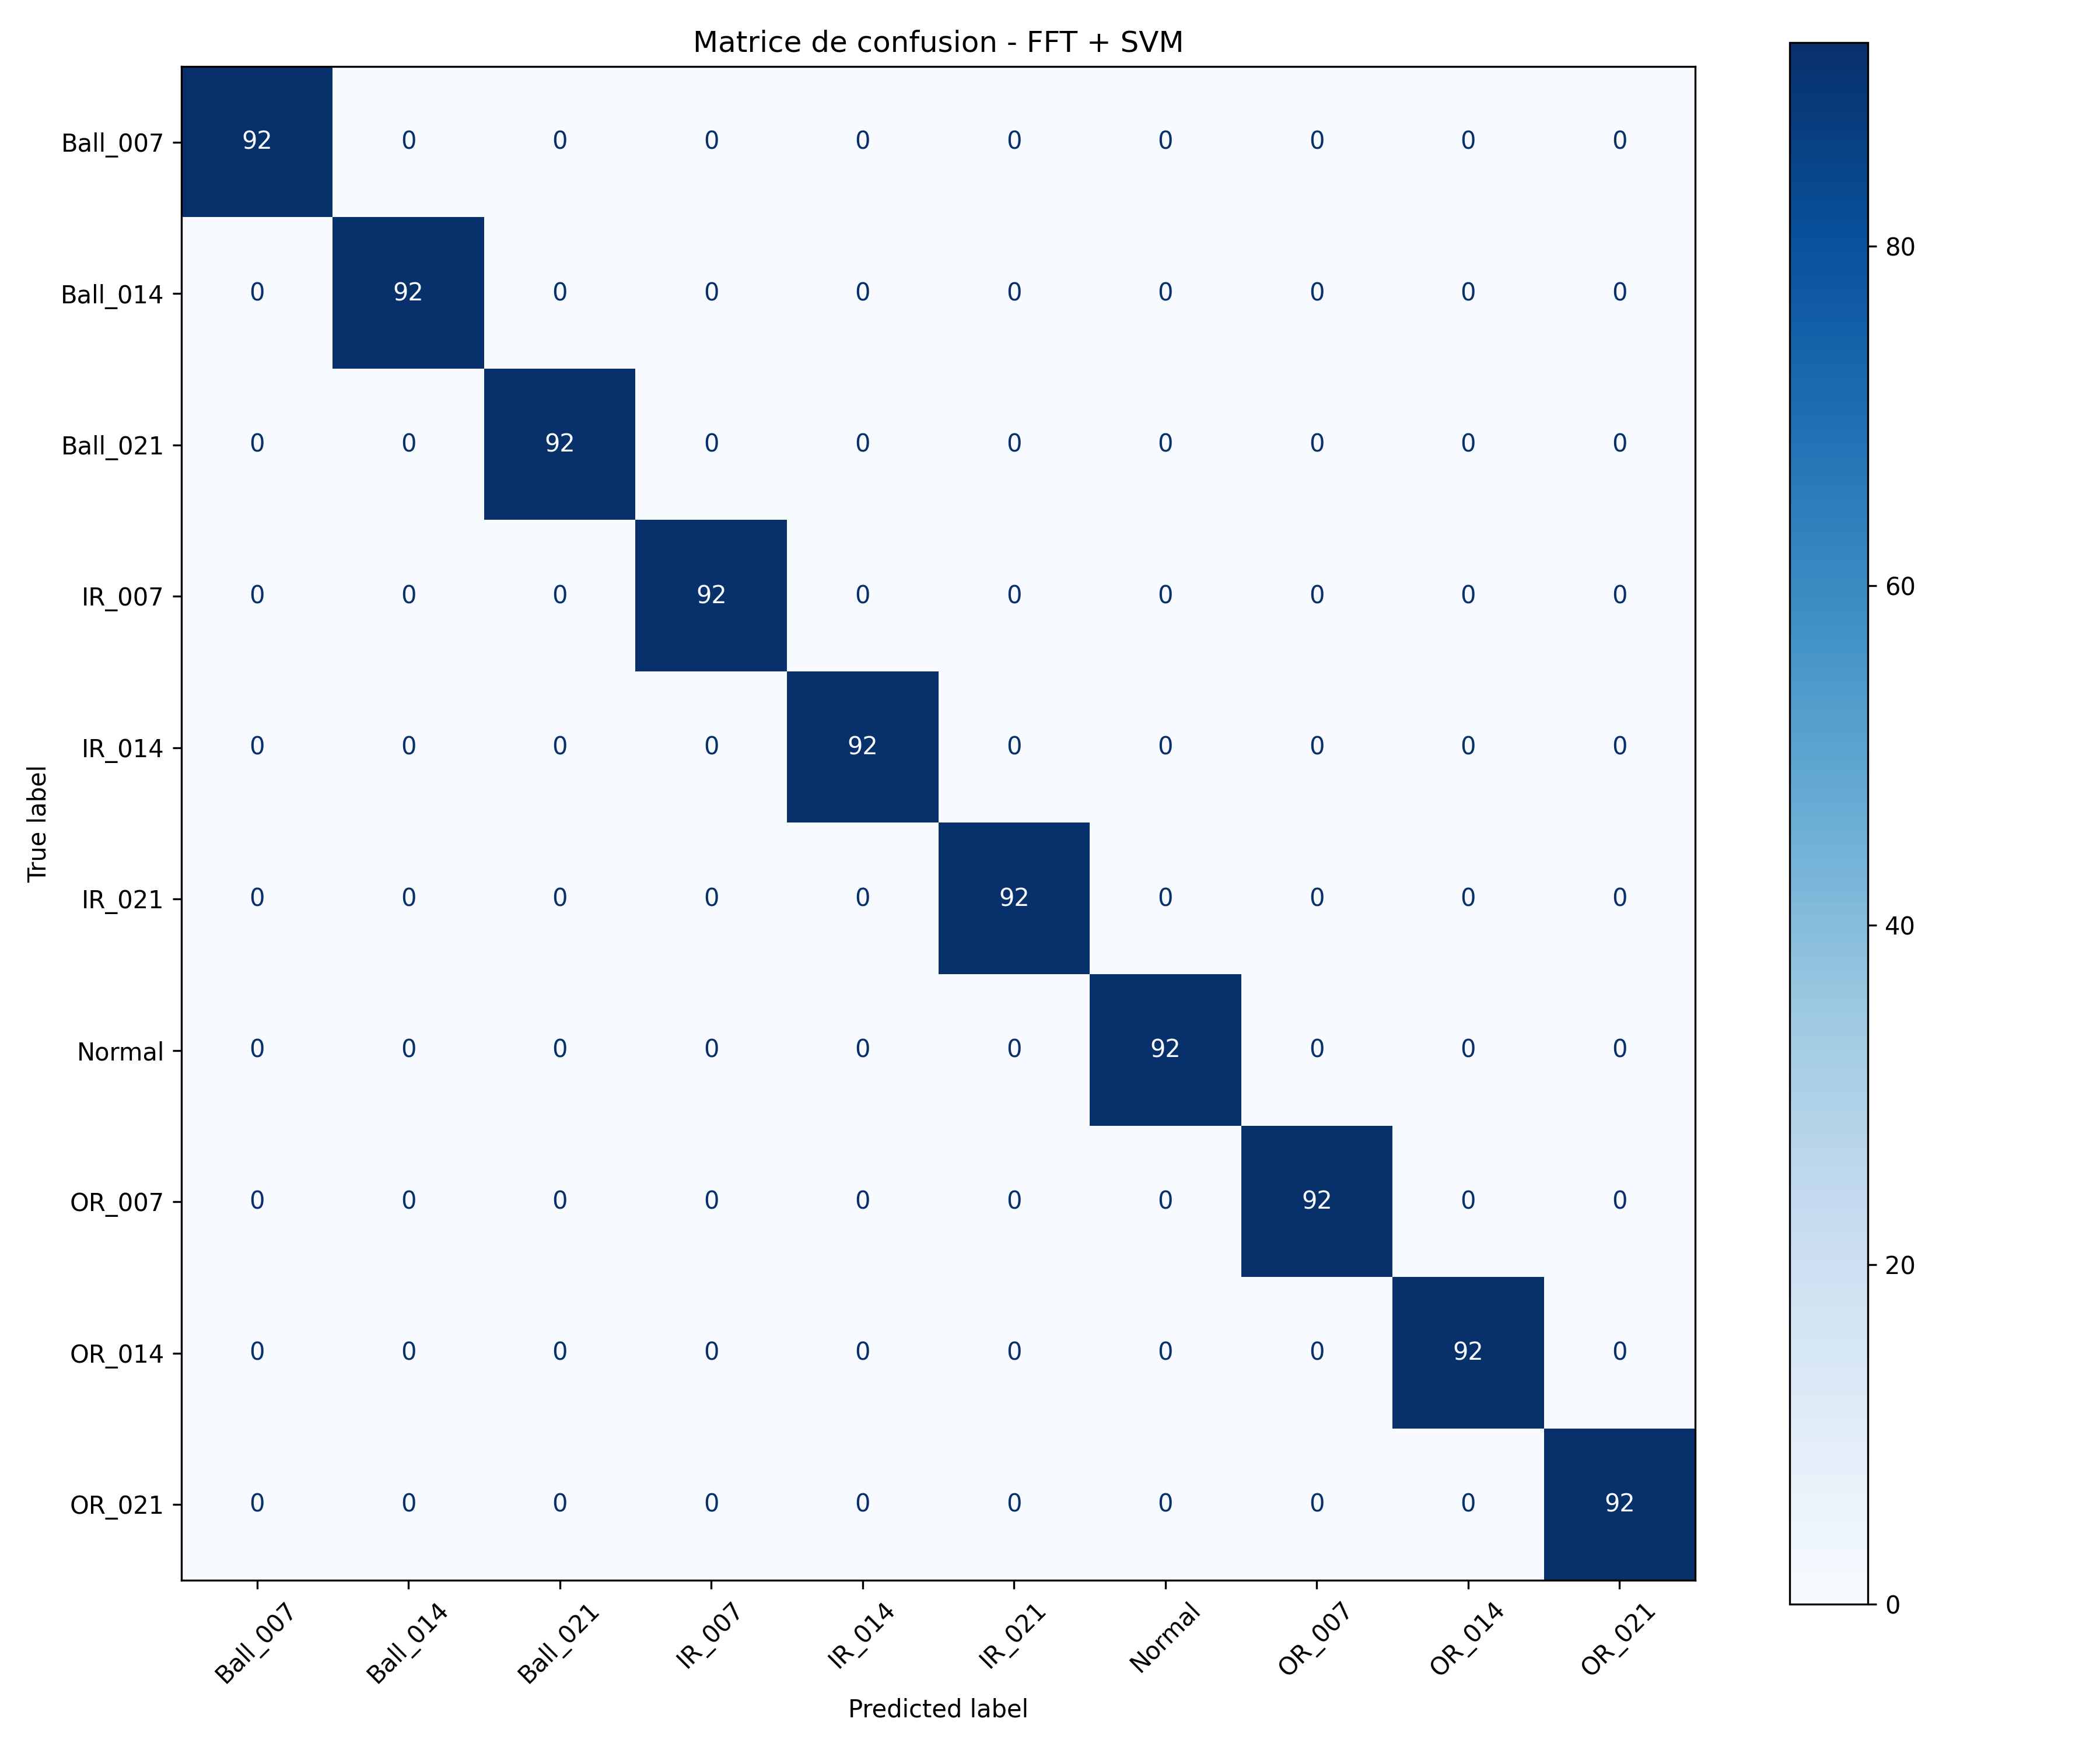 Matrice de confusion - FFT + SVM
Ball_007 92 0 0 0 0 0 0 0 0 0
Ball_014 0 92 0 0 0 0 0 0 0 0
Ball_021 0 0 92 0 0 0 0 0 0 0
IR_007 0 0 0 92 0 0 0 0 0 0
IR_014 0 0 0 0 92 0 0 0 0 0
IR_021 0 0 0 0 0 92 0 0 0 0
Normal 0 0 0 0 0 0 92 0 0 0
OR_007 0 0 0 0 0 0 0 92 0 0
OR_014 0 0 0 0 0 0 0 0 92 0
OR_021 0 0 0 0 0 0 0 0 0 92
True label
Ball_007 Ball_014 Ball_021 IR_007 IR_014 IR_021 Normal OR_007 OR_014 OR_021
Predicted label
80
60
40
20
0